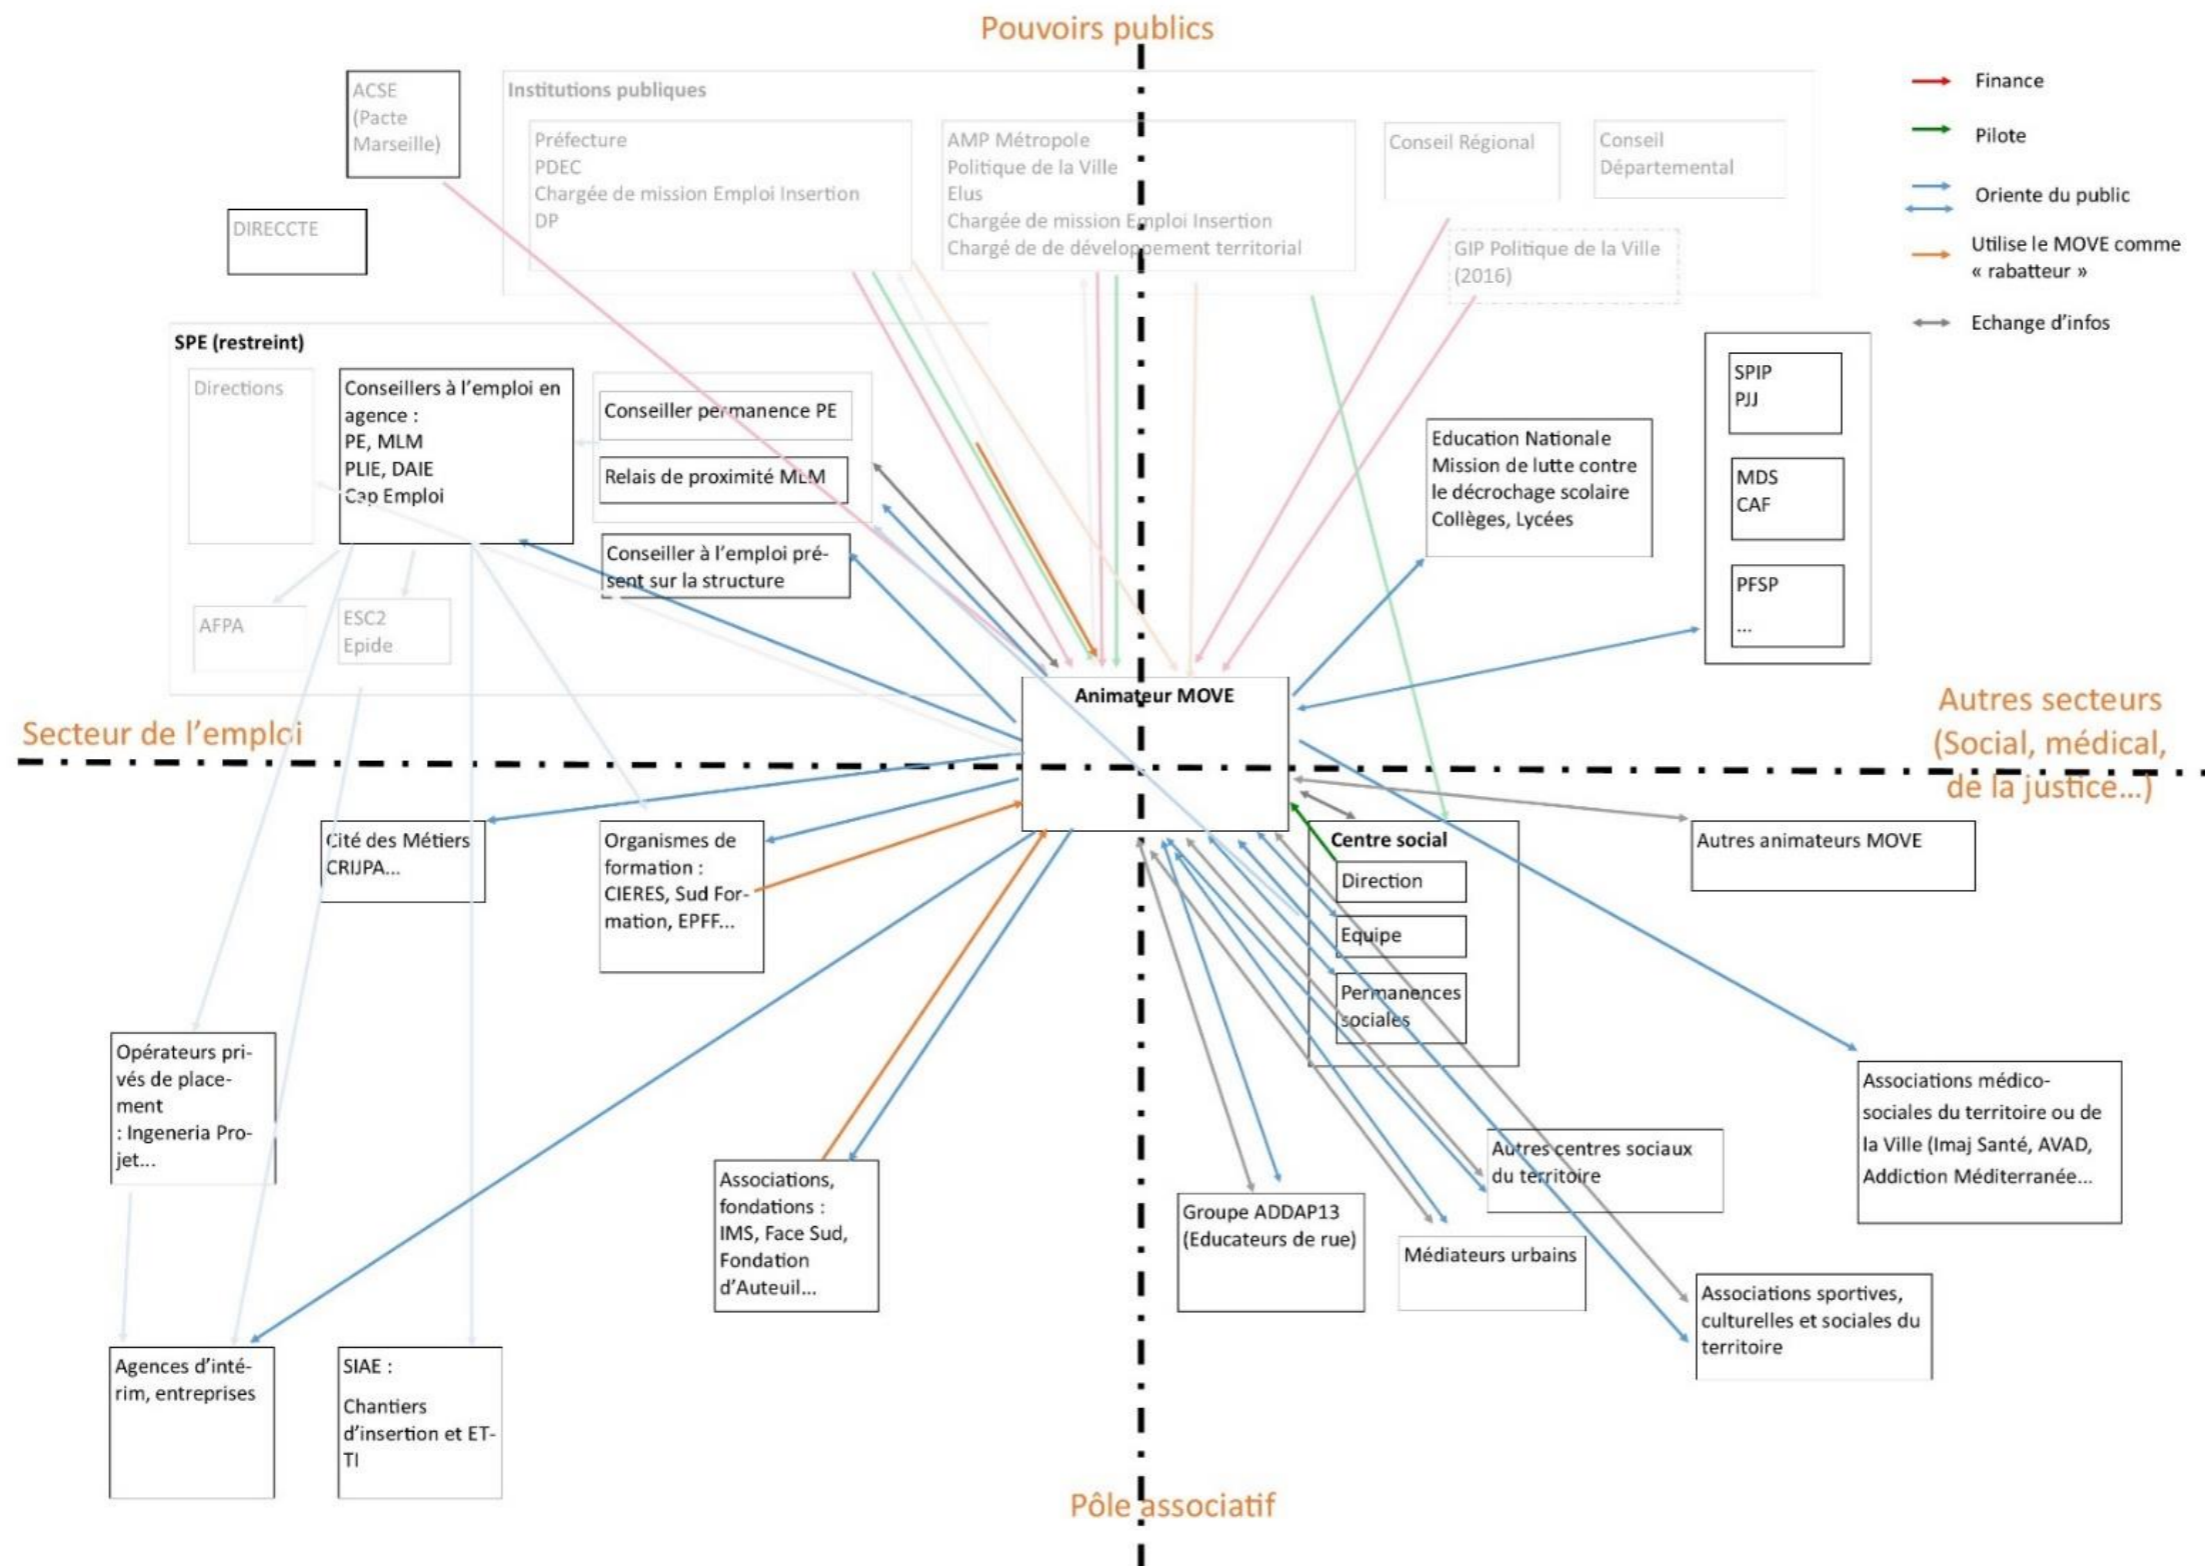 Pouvoirs publics
ACSE
(Pacte
Marseille)
Institutions publiques
Préfecture
PDEC
Chargée de mission Emploi Insertion
DP
AMP Métropole
Politique de la Ville
Elus
Chargée de mission Emploi Insertion
Chargé de de développement territorial
Conseil Régional
Conseil
Départemental
GIP Politique de la Ville
(2016)
Finance
Pilote
Oriente du public
Utilise le MOVE comme
« rabatteur »
Echange d’infos
DIRECCTE
SPE (restreint)
Directions
Conseillers à l’emploi en
agence :
PE, MLM
PLIE, DAIE
Cap Emploi
Conseiller permanence PE
Relais de proximité MLM
Conseiller à l’emploi pré-
sent sur la structure
AFPA
ESC2
Epide
Education Nationale
Mission de lutte contre
le décrochage scolaire
Collèges, Lycées
SPIP
PJJ
MDS
CAF
PFSP
...
Animateur MOVE
Secteur de l’emploi
Autres secteurs
(Social, médical,
de la justice...)
Cité des Métiers
CRIJPA...
Organismes de
formation :
CIERES, Sud For-
mation, EPFF...
Centre social
Direction
Equipe
Permanences
sociales
Autres animateurs MOVE
Opérateurs pri-
vés de place-
ment
: Ingeneria Pro-
jet...
Associations,
fondations :
IMS, Face Sud,
Fondation
d’Auteuil...
Groupe ADDAP13
(Educateurs de rue)
Médiateurs urbains
Autres centres sociaux
du territoire
Associations médico-
sociales du territoire ou de
la Ville (Imaj Santé, AVAD,
Addiction Méditerranée...
Associations sportives,
culturelles et sociales du
territoire
Agences d’inté-
rim, entreprises
SIAE :
Chantiers
d’insertion et ET-
TI
Pôle associatif